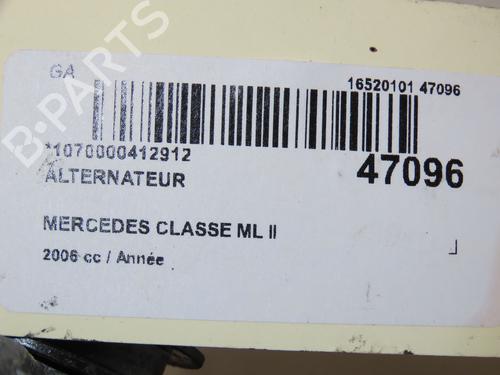 B-PARTS
GA
16520101 47096
*1070000412912
47096
ALTERNATEUR
MERCEDES CLASSE ML II
2006 cc / Année